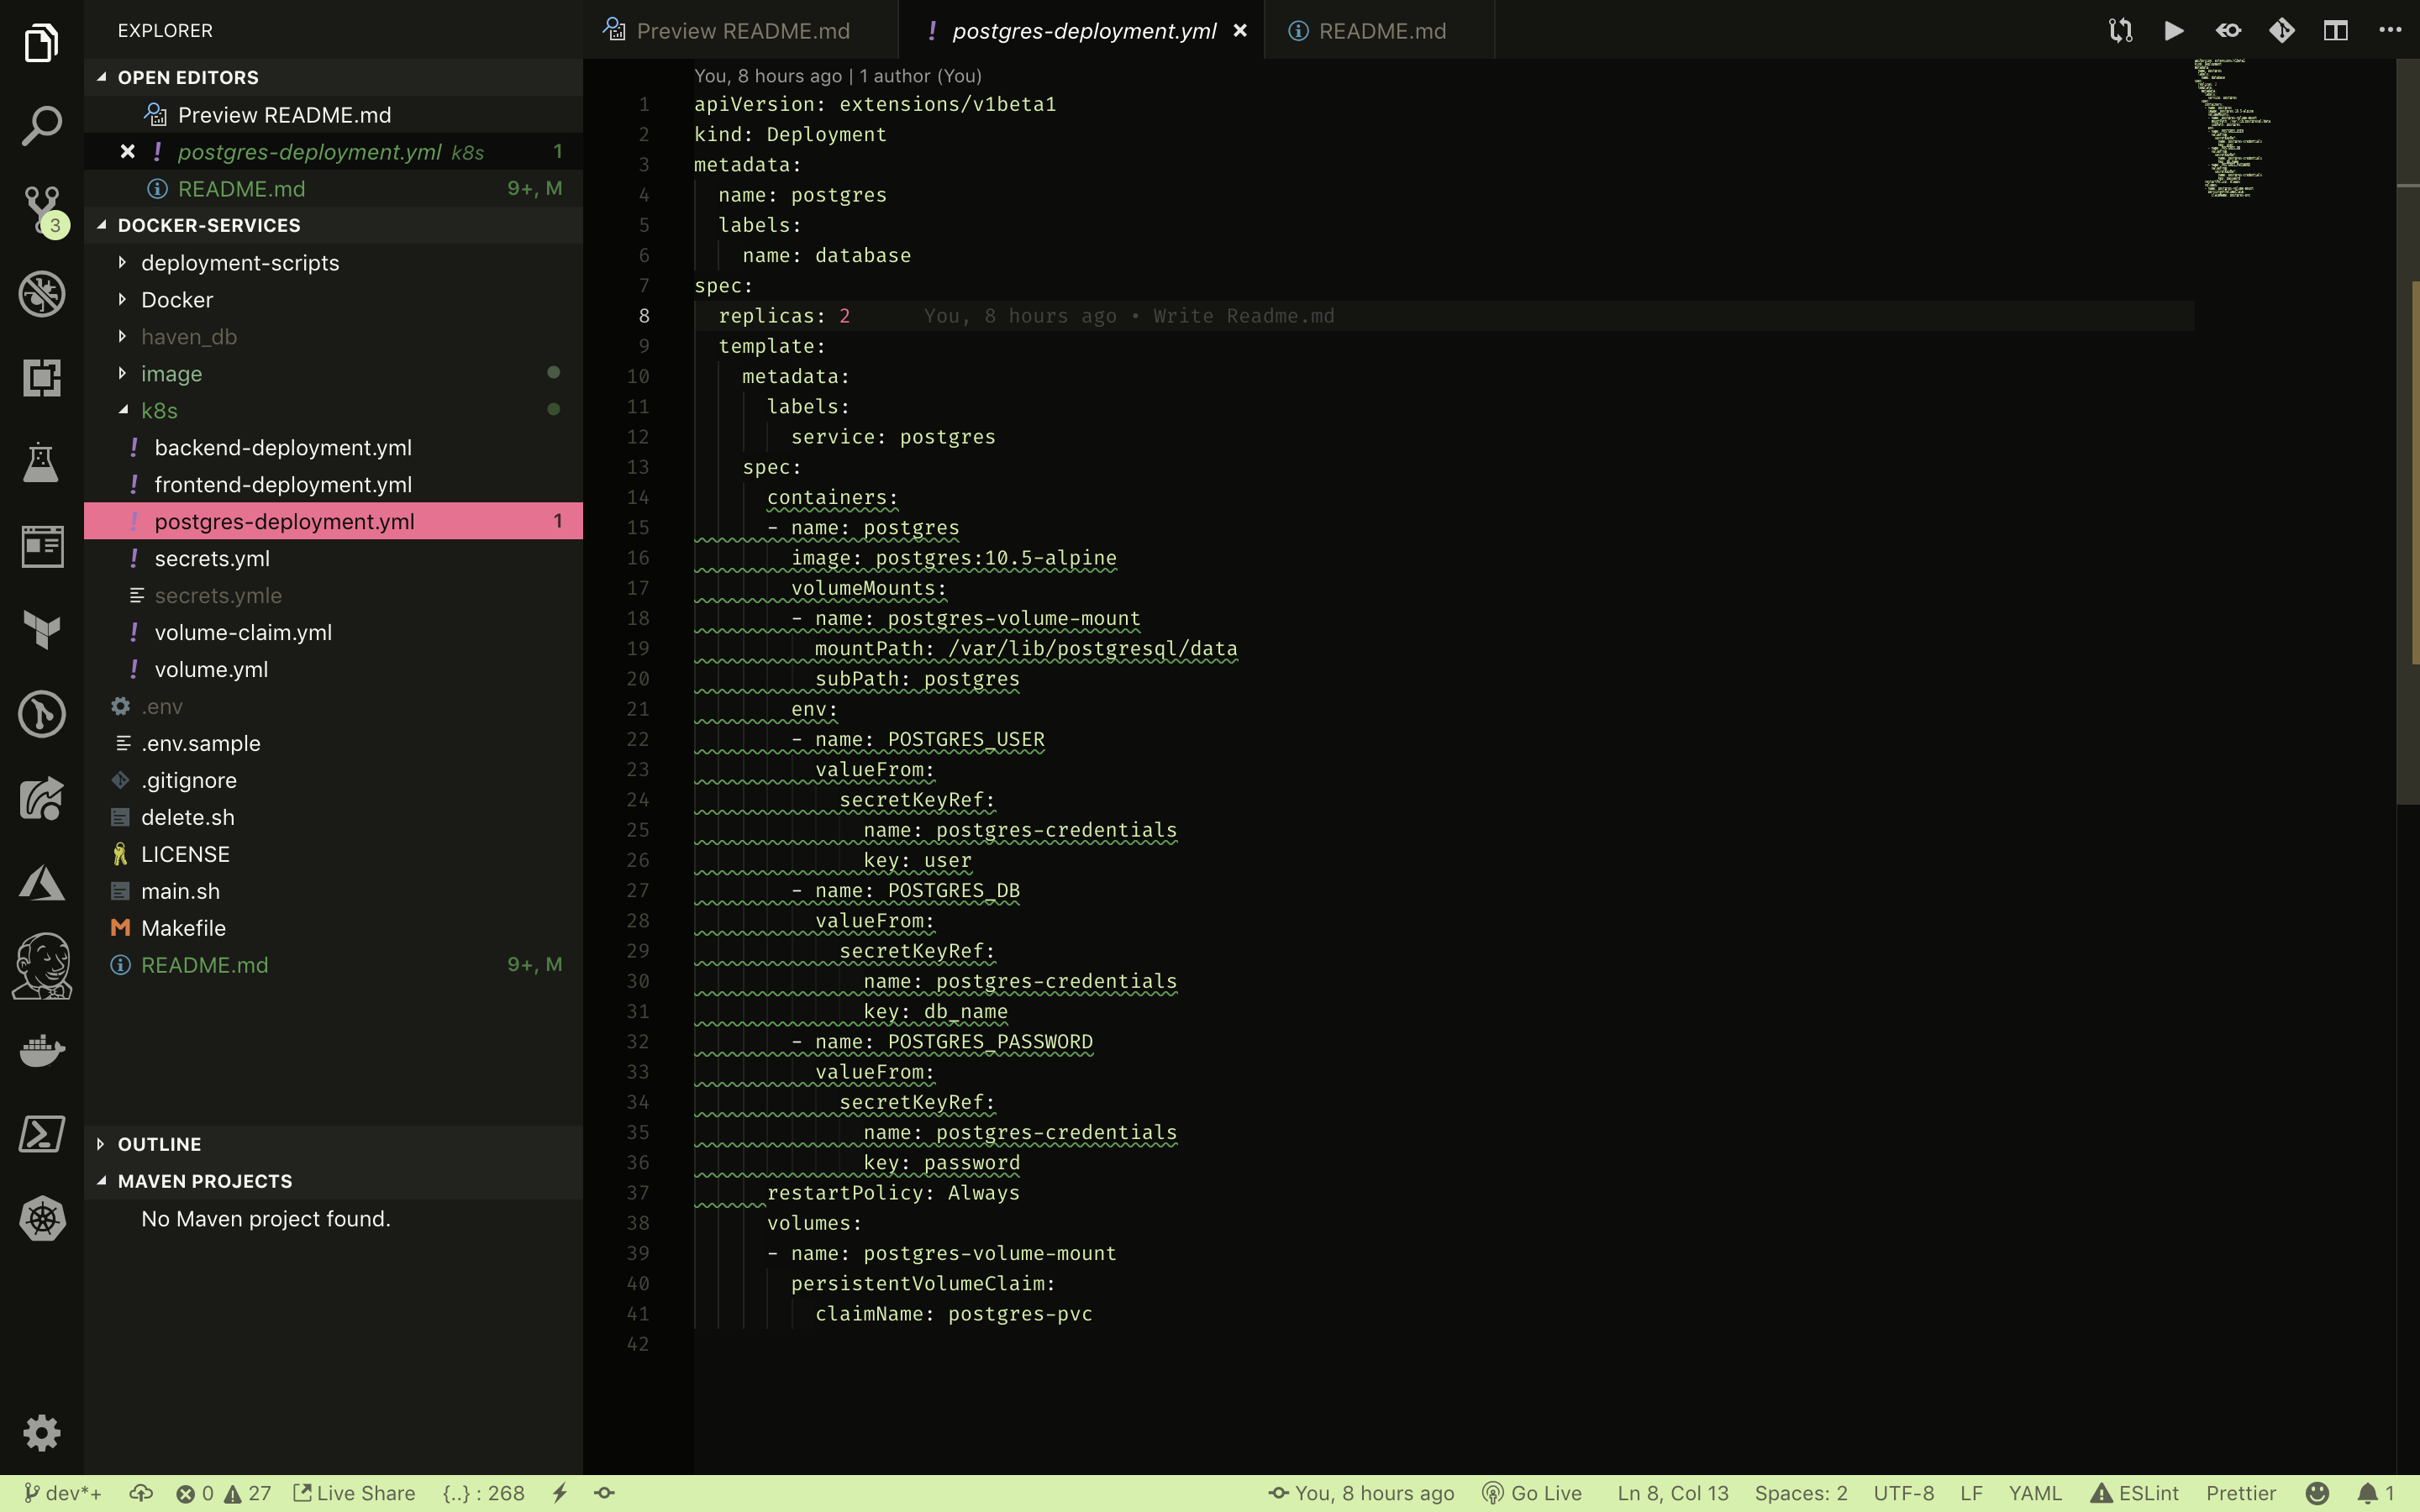 EXPLORER
OPEN EDITORS
Preview README.md
postgres-deployment.yml k8s 1
README.md 9+, M
DOCKER-SERVICES
deployment-scripts
Docker
haven_db
image
k8s
backend-deployment.yml
frontend-deployment.yml
postgres-deployment.yml 1
secrets.yml
secrets.ymle
volume-claim.yml
volume.yml
.env
.env.sample
.gitignore
delete.sh
LICENSE
main.sh
Makefile
README.md 9+, M
OUTLINE
MAVEN PROJECTS
No Maven project found.
3
Preview README.md
postgres-deployment.yml
README.md
You, 8 hours ago | 1 author (You)
1 apiVersion: extensions/v1beta1
2 kind: Deployment
3 metadata:
4   name: postgres
5   labels:
6     name: database
7 spec:
8   replicas: 2      You, 8 hours ago • Write Readme.md
9   template:
10     metadata:
11       labels:
12         service: postgres
13     spec:
14       containers:
15       - name: postgres
16         image: postgres:10.5-alpine
17         volumeMounts:
18         - name: postgres-volume-mount
19           mountPath: /var/lib/postgresql/data
20           subPath: postgres
21         env:
22         - name: POSTGRES_USER
23           valueFrom:
24             secretKeyRef:
25               name: postgres-credentials
26               key: user
27         - name: POSTGRES_DB
28           valueFrom:
29             secretKeyRef:
30               name: postgres-credentials
31               key: db_name
32         - name: POSTGRES_PASSWORD
33           valueFrom:
34             secretKeyRef:
35               name: postgres-credentials
36               key: password
37       restartPolicy: Always
38       volumes:
39       - name: postgres-volume-mount
40         persistentVolumeClaim:
41           claimName: postgres-pvc
42
dev*+ 0 27 Live Share {..} : 268 You, 8 hours ago Go Live Ln 8, Col 13 Spaces: 2 UTF-8 LF YAML ESLint Prettier 1